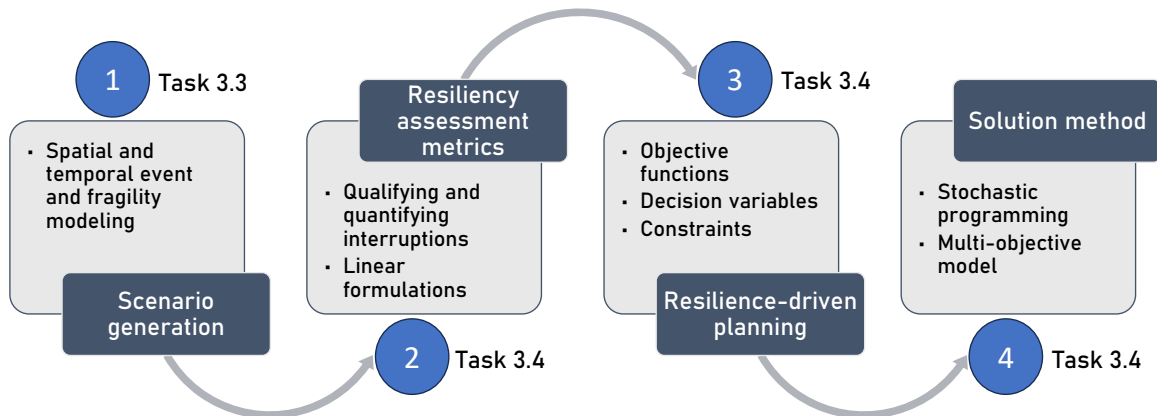 1
Task 3.3
▪ Spatial and
temporal event
and fragility
modeling
Scenario
generation
Resiliency
assessment
metrics
▪ Qualifying and
quantifying
interruptions
▪ Linear
formulations
2
Task 3.4
3
Task 3.4
▪ Objective
functions
▪ Decision variables
▪ Constraints
Resilience-driven
planning
Solution method
▪ Stochastic
programming
▪ Multi-objective
model
4
Task 3.4